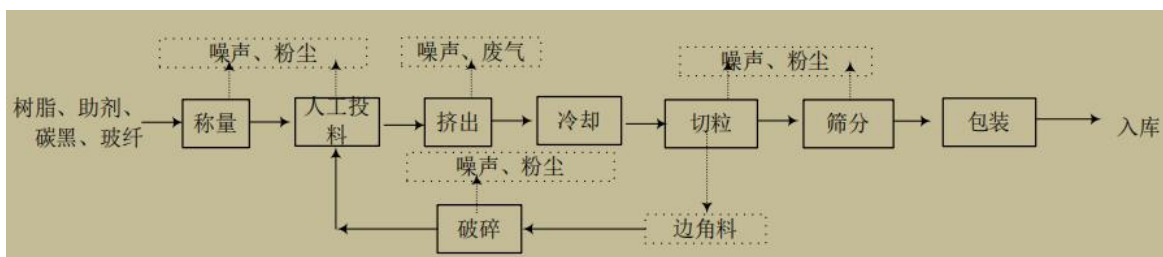 噪声、粉尘
噪声、废气
噪声、粉尘
树脂、助剂、
碳黑、玻纤
称量
人工投
料
挤出
冷却
切粒
筛分
包装
入库
噪声、粉尘
破碎
边角料